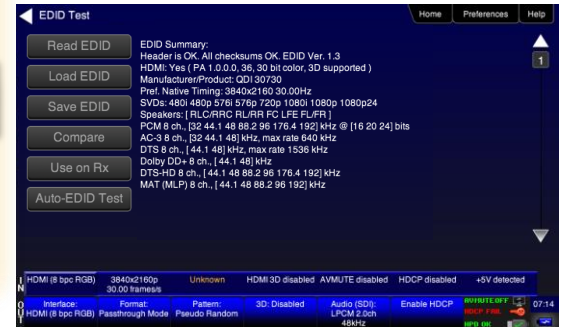 EDID Test
Home
Preferences
Help
Read EDID
Load EDID
Save EDID
Compare
Use on Rx
Auto-EDID Test
EDID Summary:
Header is OK. All checksums OK. EDID Ver. 1.3
HDMI: Yes ( PA 1.0.0.0, 36, 30 bit color, 3D supported )
Manufacturer/Product: QDI 30730
Pref. Native Timing: 3840x2160 30.00Hz
SVDs: 480i 480p 576i 576p 720p 1080i 1080p 1080p24
Speakers: [ RLC/RRC RL/RR FC LFE FL/FR ]
PCM 8 ch., [32 44.1 48 88.2 96 176.4 192] kHz @ [16 20 24] bits
AC-3 8 ch., [32 44.1 48] kHz, max rate 640 kHz
DTS 8 ch., [ 44.1 48] kHz, max rate 1536 kHz
Dolby DD+ 8 ch., [ 44.1 48] kHz
DTS-HD 8 ch., [ 44.1 48 88.2 96 176.4 192] kHz
MAT (MLP) 8 ch., [ 44.1 48 88.2 96 192] kHz
1
IN
HDMI (8 bpc RGB)
3840x2160p
30.00 frames/s
Unknown
HDMI 3D disabled
AVMUTE disabled
HDCP disabled
+5V detected
OUT
Interface:
HDMI (8 bpc RGB)
Format:
Passthrough Mode
Pattern:
Pseudo Random
3D: Disabled
Audio (SDI):
LPCM 2.0ch
48kHz
Enable HDCP
AVMUTE OFF
HDCP FAIL
HPD OK
07:14